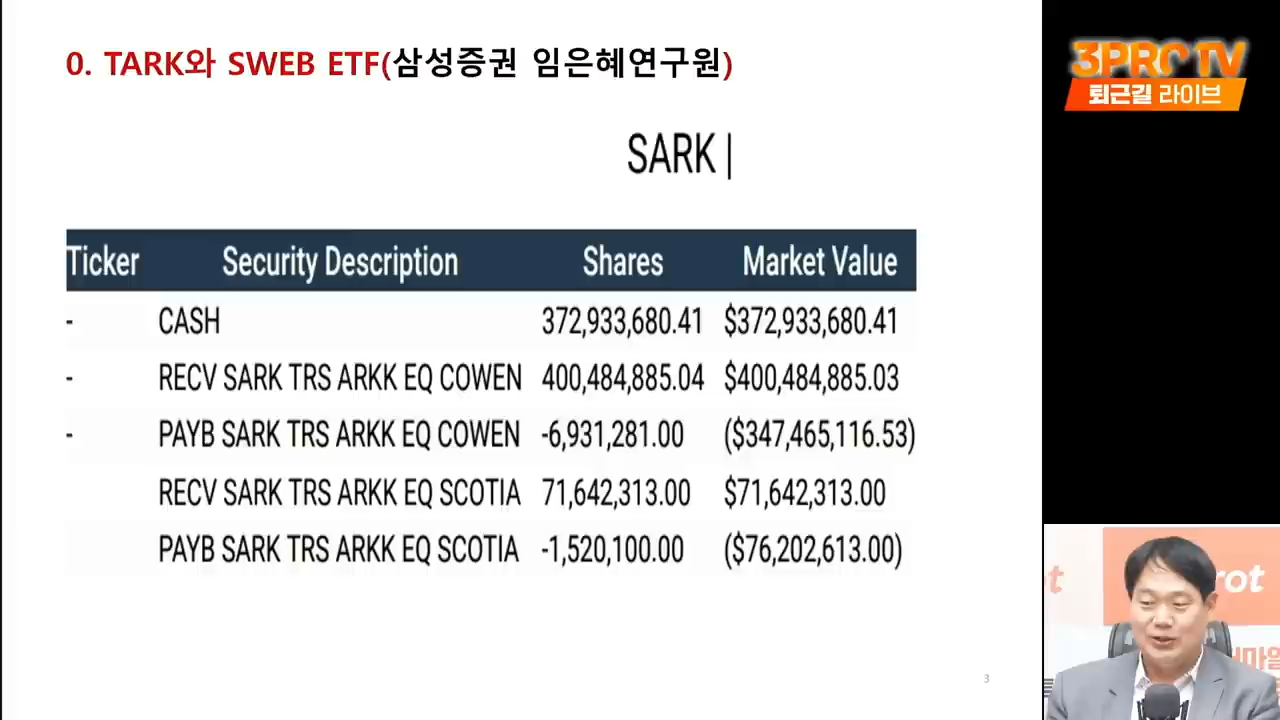 0. TARK와 SWEB ETF(삼성증권 임은혜연구원)
3PRO TV
퇴근길 라이브
SARK |
Ticker Security Description Shares Market Value
- CASH 372,933,680.41 $372,933,680.41
- RECV SARK TRS ARKK EQ COWEN 400,484,885.04 $400,484,885.03
- PAYB SARK TRS ARKK EQ COWEN -6,931,281.00 ($347,465,116.53)
RECV SARK TRS ARKK EQ SCOTIA 71,642,313.00 $71,642,313.00
PAYB SARK TRS ARKK EQ SCOTIA -1,520,100.00 ($76,202,613.00)
3